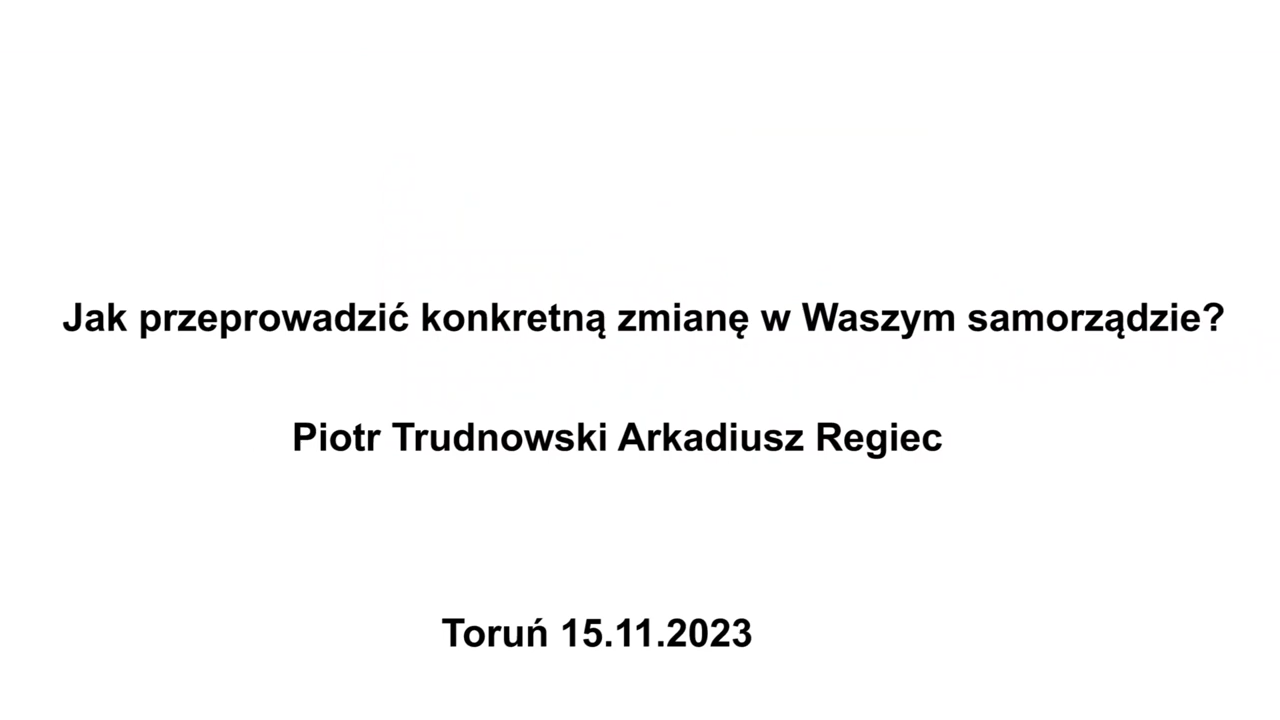 Jak przeprowadzić konkretną zmianę w Waszym samorządzie?
Piotr Trudnowski Arkadiusz Regiec
Toruń 15.11.2023